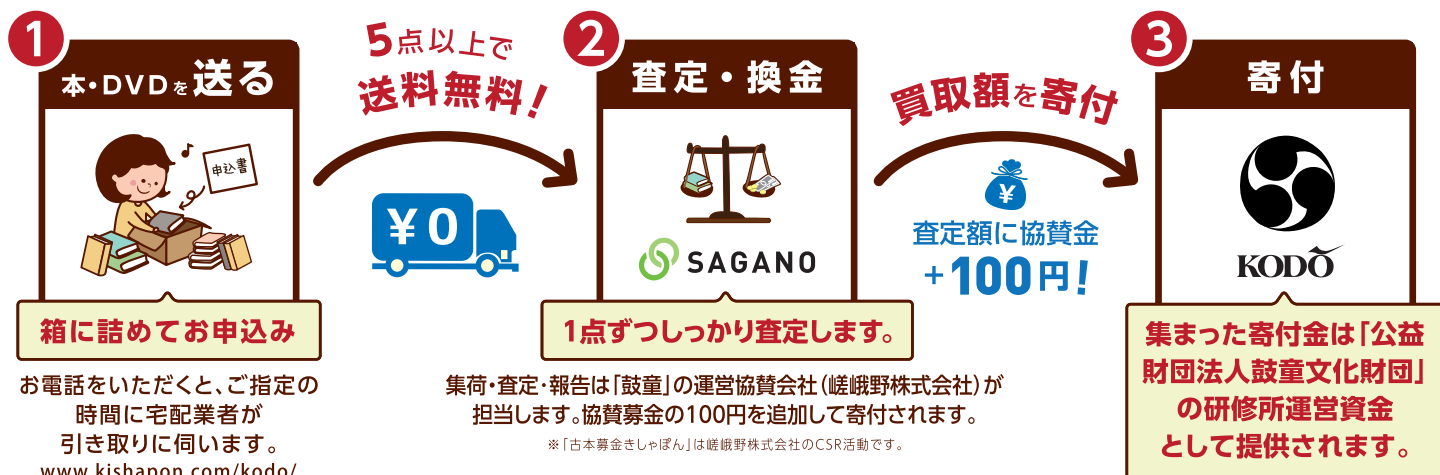 1
本・DVDを送る
申込書
箱に詰めてお申込み
お電話をいただくと、ご指定の
時間に宅配業者が
引き取りに伺います。
www.kishapon.com/kodo/
5点以上で
送料無料!
¥0
2
査定・換金
SAGANO
1点ずつしっかり査定します。
集荷・査定・報告は「鼓童」の運営協賛会社(嵯峨野株式会社)が
担当します。協賛募金の100円を追加して寄付されます。
※「古本募金きしゃぽん」は嵯峨野株式会社のCSR活動です。
買取額を寄付
¥
査定額に協賛金
+100円!
3
寄付
KODŌ
集まった寄付金は「公益
財団法人鼓童文化財団」
の研修所運営資金
として提供されます。